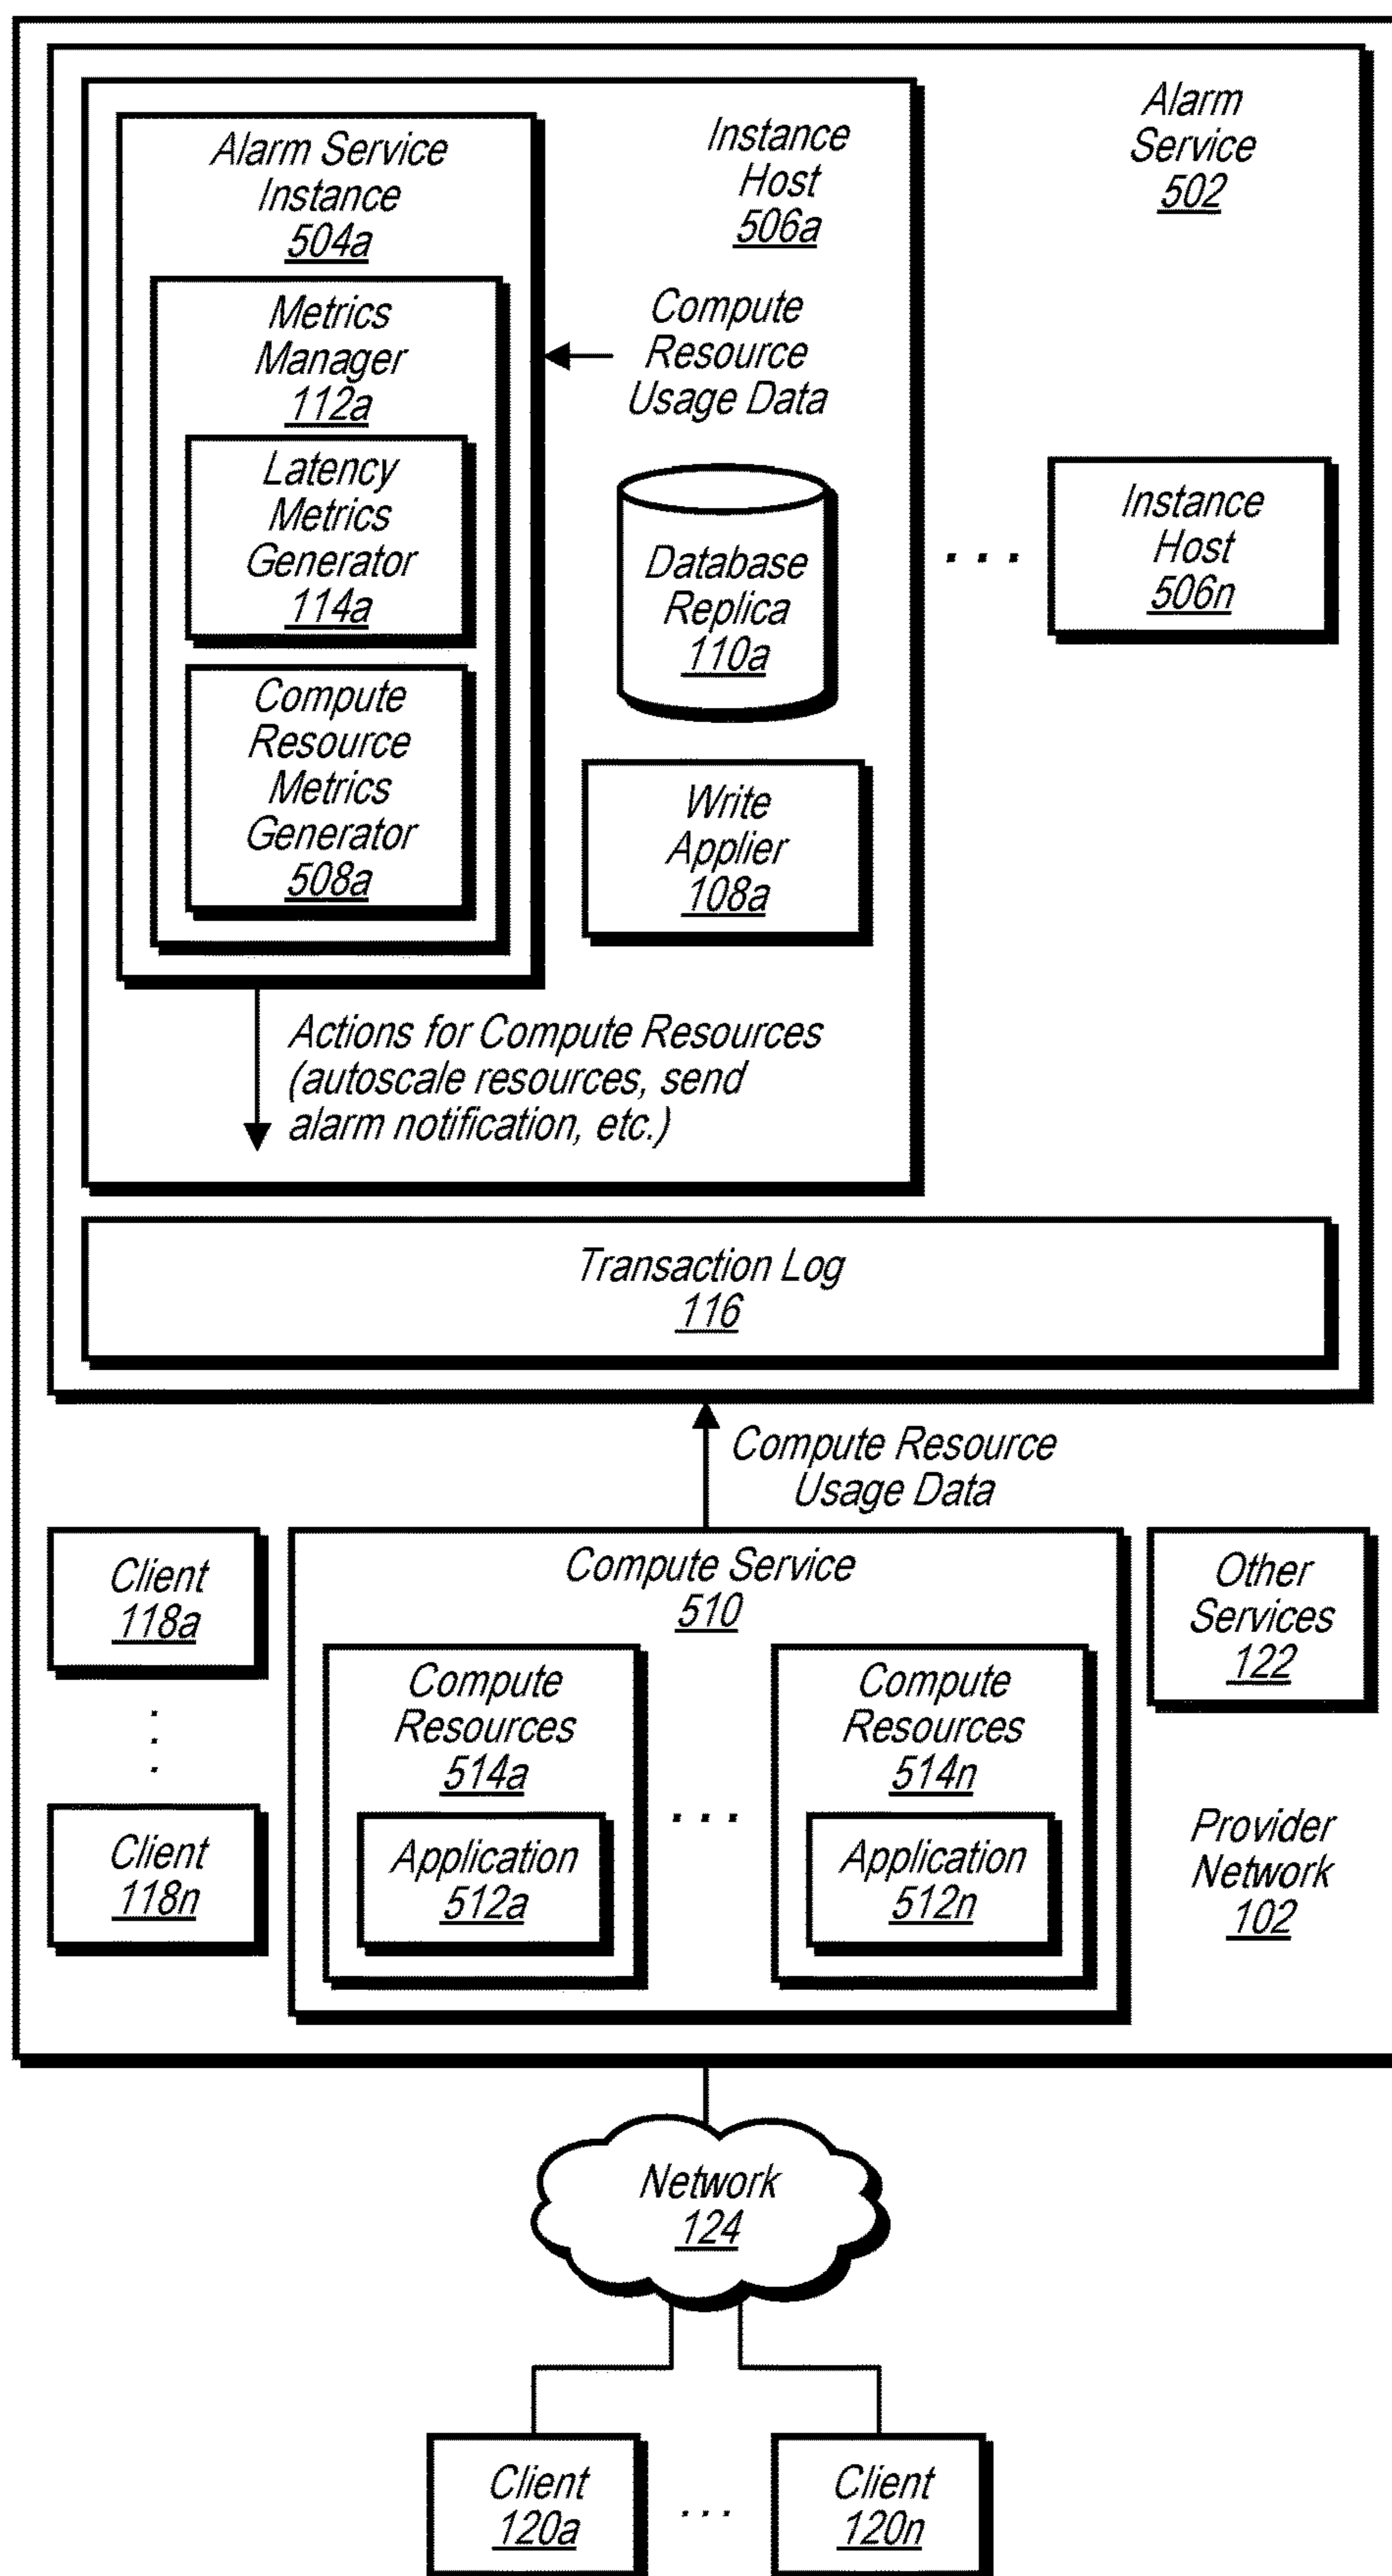 Alarm Service
Instance
504a
Metrics
Manager
112a
Latency
Metrics
Generator
114a
Compute
Resource
Metrics
Generator
508a
Instance
Host
506a
Compute
Resource
Usage Data
Database
Replica
110a
Write
Applier
108a
Actions for Compute Resources
(autoscale resources, send
alarm notification, etc.)
Alarm
Service
502
. . .
Instance
Host
506n
Transaction Log
116
Compute Resource
Usage Data
Client
118a
. . .
Client
118n
Compute Service
510
Compute
Resources
514a
Application
512a
. . .
Compute
Resources
514n
Application
512n
Other
Services
122
Provider
Network
102
Network
124
Client
120a
. . .
Client
120n